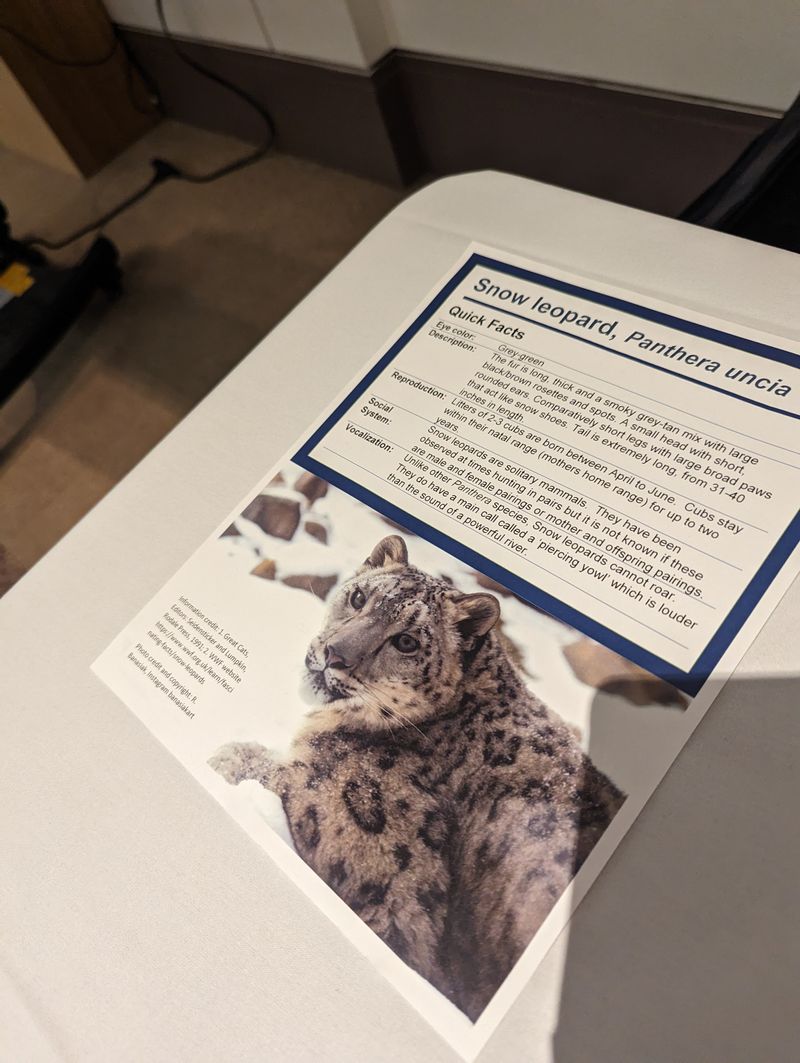 Snow leopard, Panthera uncia
Quick Facts
Eye color: Grey-green
Description: The fur is long, thick and a smoky grey-tan mix with large
black/brown rosettes and spots. A small head with short,
rounded ears. Comparatively short legs with large broad paws
that act like snow shoes. Tail is extremely long, from 31-40
inches in length.
Reproduction: Litters of 2-3 cubs are born between April to June. Cubs stay
within their natal range (mothers home range) for up to two
years.
Social System: Snow leopards are solitary mammals. They have been
observed at times hunting in pairs but it is not known if these
are male and female pairings or mother and offspring pairings.
Vocalization: Unlike other Panthera species, Snow leopards cannot roar.
They do have a main call called a 'piercing yowl' which is louder
than the sound of a powerful river.
Information credit: 1. Great Cats,
Editors: Seidensticker and Lumpkin,
Rodale Press, 1991; 2. WWF website
https://www.wwf.org.uk/learn/fasci
nating-facts/snow-leopards
Photo credit and copyright: R.
Banasiak, Instagram banasiakart